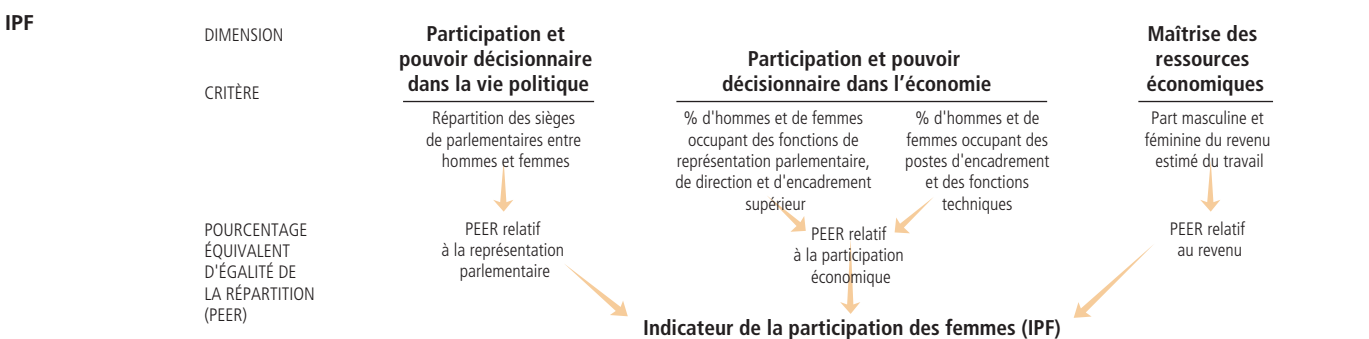 IPF
DIMENSION
Participation et
pouvoir décisionnaire
dans la vie politique
Participation et pouvoir
décisionnaire dans l'économie
Maîtrise des
ressources
économiques
CRITÈRE
Répartition des sièges
de parlementaires entre
hommes et femmes
% d'hommes et de femmes
occupant des fonctions de
représentation parlementaire,
de direction et d'encadrement
supérieur
% d'hommes et de
femmes occupant des
postes d'encadrement
et des fonctions
techniques
Part masculine et
féminine du revenu
estimé du travail
POURCENTAGE
ÉQUIVALENT
D'ÉGALITÉ DE
LA RÉPARTITION
(PEER)
PEER relatif
à la représentation
parlementaire
PEER relatif
à la participation
économique
PEER relatif
au revenu
Indicateur de la participation des femmes (IPF)